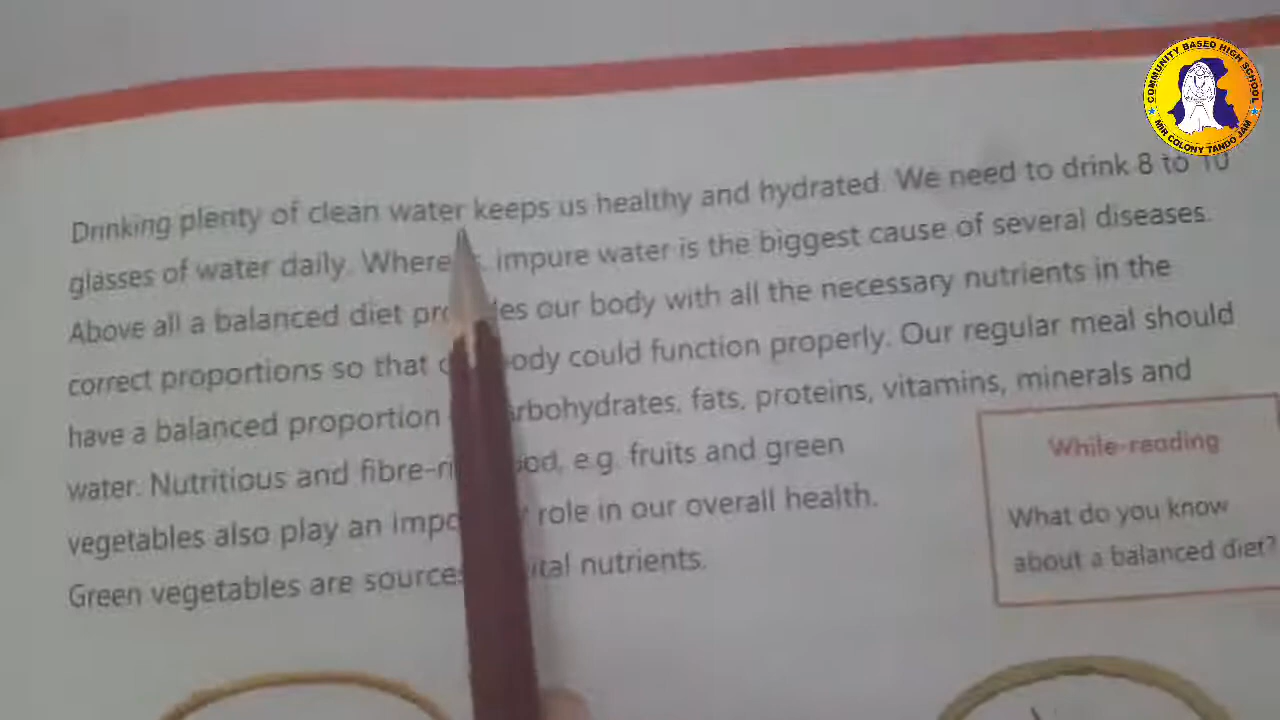 COMMUNITY BASED HIGH SCHOOL
MIR COLONY TANDO JAM
Drinking plenty of clean water keeps us healthy and hydrated. We need to drink 8 to 10
glasses of water daily. impure water is the biggest cause of several diseases.
Above all a balanced diet our body with all the necessary nutrients in the
correct proportions so that could function properly. Our regular meal should
have a balanced proportion fats, proteins, vitamins, minerals and
water. Nutritious and e.g. fruits and green
vegetables also play an role in our overall health.
Green vegetables are nutrients.
While-reading
What do you know
about a balanced diet?